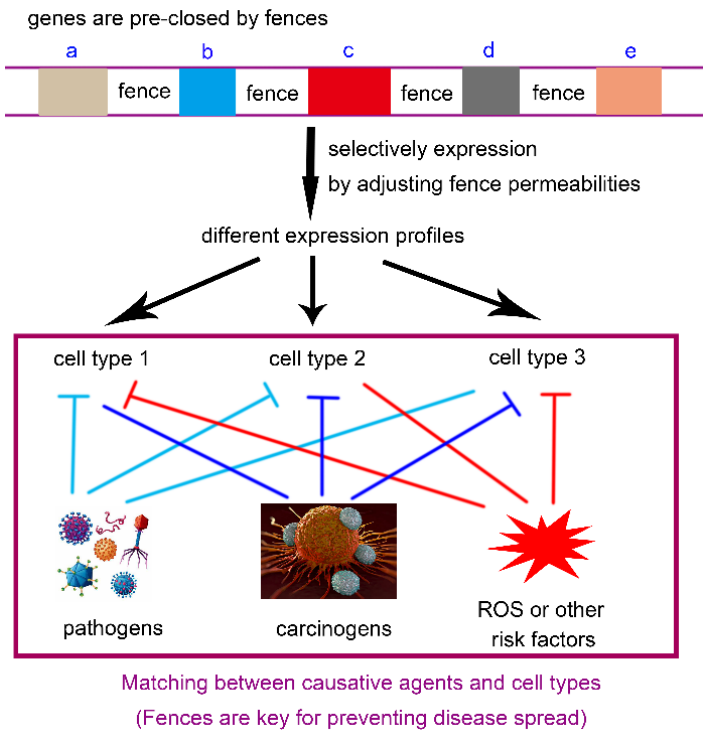 genes are pre-closed by fences
a b c d e
fence fence fence fence
selectively expression
by adjusting fence permeabilities
different expression profiles
cell type 1 cell type 2 cell type 3
pathogens carcinogens ROS or other
risk factors
Matching between causative agents and cell types
(Fences are key for preventing disease spread)